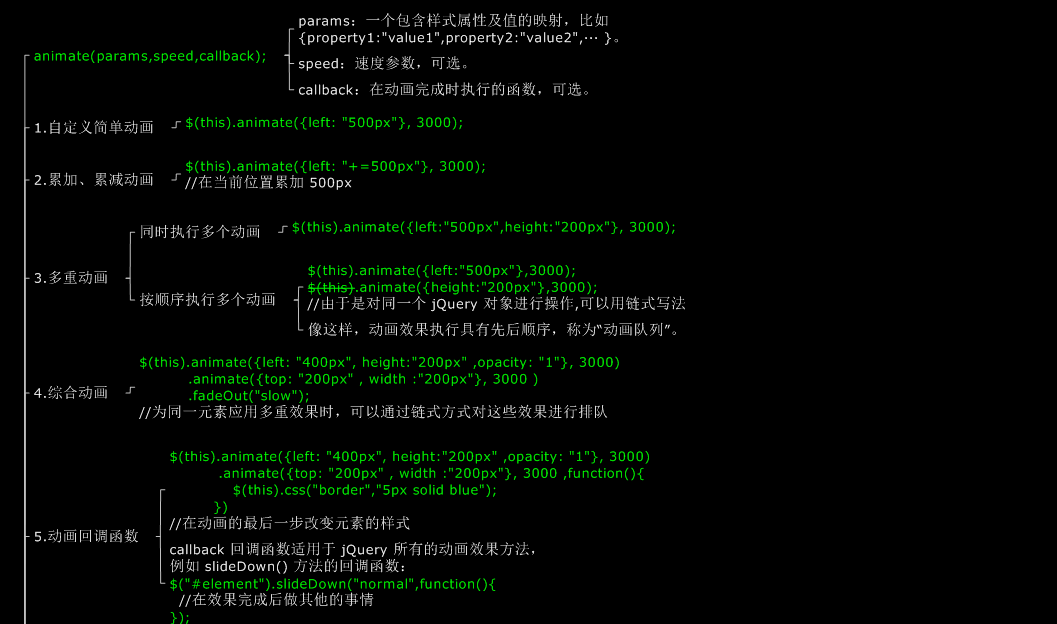 params：一个包含样式属性及值的映射，比如
{property1:"value1",property2:"value2",··· }。
animate(params,speed,callback);
speed：速度参数，可选。
callback：在动画完成时执行的函数，可选。
1.自定义简单动画
$(this).animate({left: "500px"}, 3000);
2.累加、累减动画
$(this).animate({left: "+=500px"}, 3000);
//在当前位置累加 500px
3.多重动画
同时执行多个动画
$(this).animate({left:"500px",height:"200px"}, 3000);
按顺序执行多个动画
$(this).animate({left:"500px"},3000);
$(this).animate({height:"200px"},3000);
//由于是对同一个 jQuery 对象进行操作,可以用链式写法
像这样，动画效果执行具有先后顺序，称为“动画队列”。
4.综合动画
$(this).animate({left: "400px", height:"200px" ,opacity: "1"}, 3000)
.animate({top: "200px" , width :"200px"}, 3000 )
.fadeOut("slow");
//为同一元素应用多重效果时，可以通过链式方式对这些效果进行排队
5.动画回调函数
$(this).animate({left: "400px", height:"200px" ,opacity: "1"}, 3000)
.animate({top: "200px" , width :"200px"}, 3000 ,function(){
$(this).css("border","5px solid blue");
})
//在动画的最后一步改变元素的样式
callback 回调函数适用于 jQuery 所有的动画效果方法，
例如 slideDown() 方法的回调函数：
$("#element").slideDown("normal",function(){
//在效果完成后做其他的事情
});